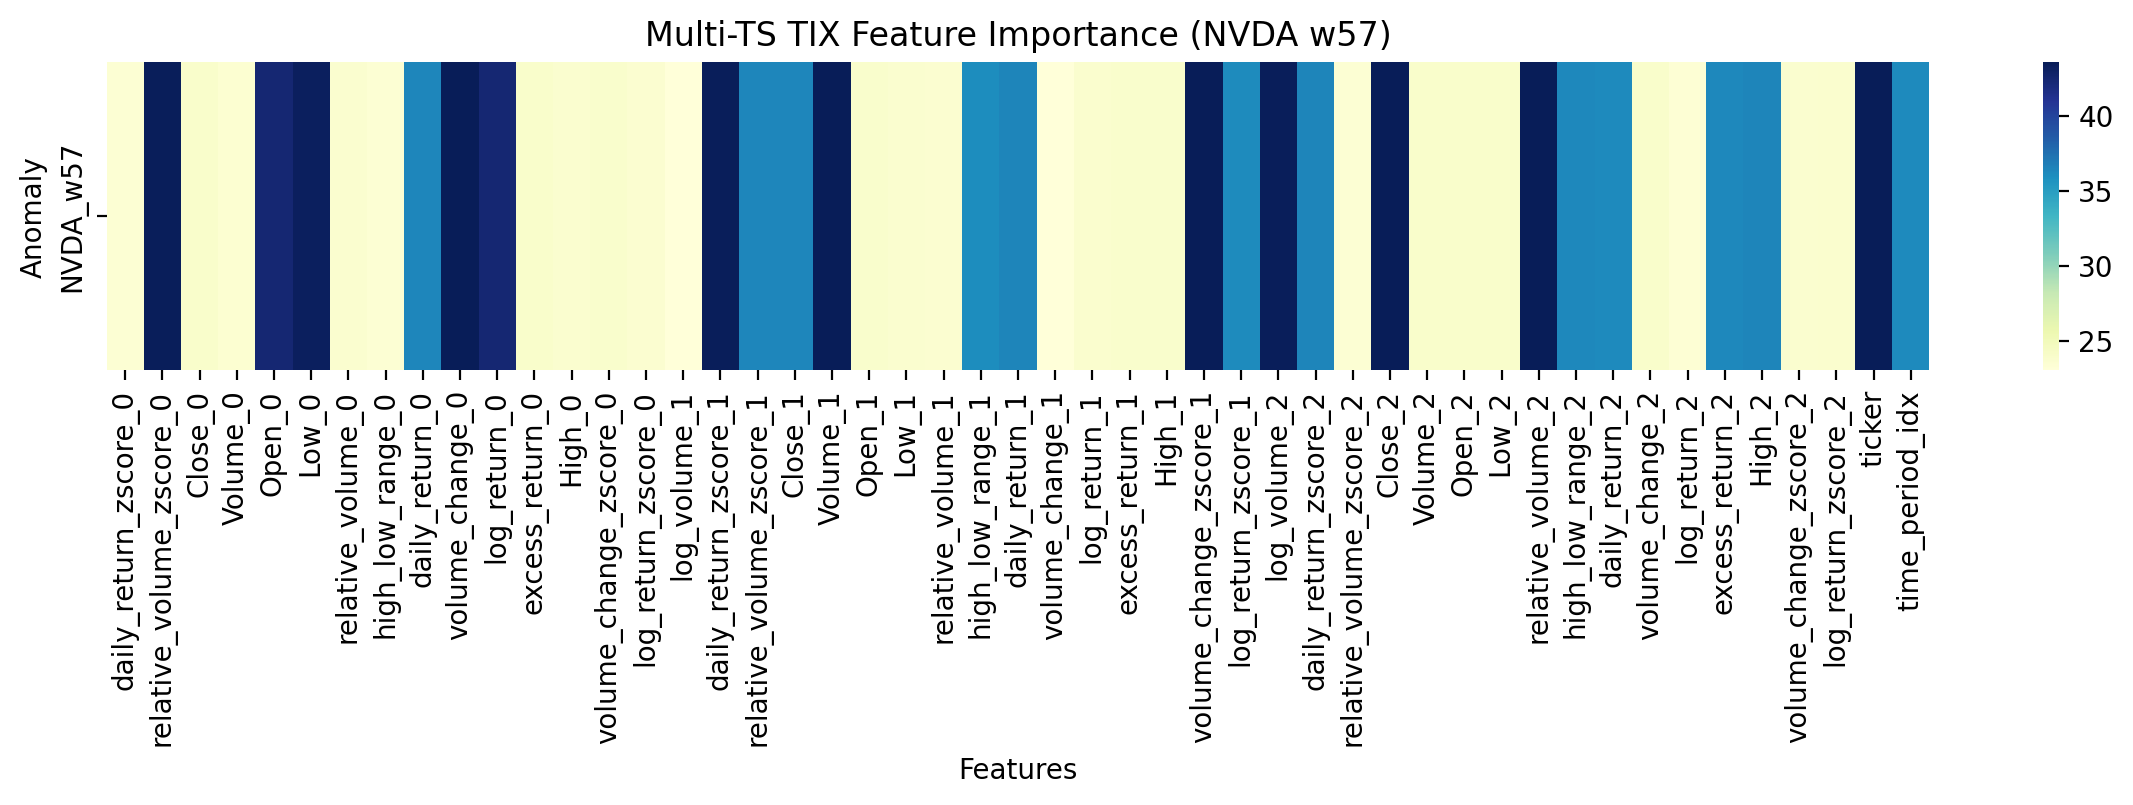 Multi-TS TIX Feature Importance (NVDA w57)
Anomaly
NVDA_w57
40
35
30
25
daily_return_zscore_0
relative_volume_zscore_0
Close_0
Volume_0
Open_0
Low_0
relative_volume_0
high_low_range_0
daily_return_0
volume_change_0
log_return_0
excess_return_0
High_0
volume_change_zscore_0
log_return_zscore_0
log_volume_1
daily_return_zscore_1
relative_volume_zscore_1
Close_1
Volume_1
Open_1
Low_1
relative_volume_1
high_low_range_1
daily_return_1
volume_change_1
log_return_1
excess_return_1
High_1
volume_change_zscore_1
log_return_zscore_1
log_volume_2
daily_return_zscore_2
relative_volume_zscore_2
Close_2
Volume_2
Open_2
Low_2
relative_volume_2
high_low_range_2
daily_return_2
volume_change_2
log_return_2
excess_return_2
High_2
volume_change_zscore_2
log_return_zscore_2
ticker
time_period_idx
Features